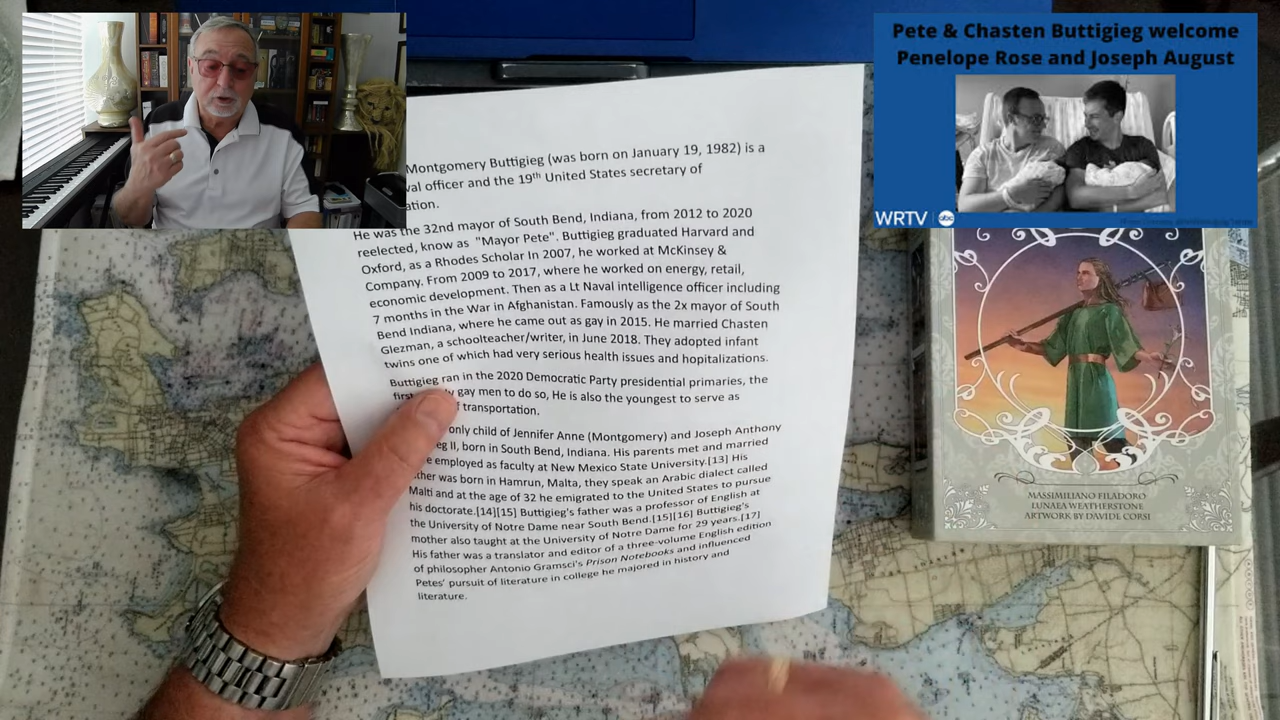 Pete & Chasten Buttigieg welcome
Penelope Rose and Joseph August
WRTV abc
Montgomery Buttigieg (was born on January 19, 1982) is a
val officer and the 19th United States secretary of
ation.
He was the 32nd mayor of South Bend, Indiana, from 2012 to 2020
reelected, know as "Mayor Pete". Buttigieg graduated Harvard and
Oxford, as a Rhodes Scholar In 2007, he worked at McKinsey &
Company. From 2009 to 2017, where he worked on energy, retail,
economic development. Then as a Lt Naval intelligence officer including
7 months in the War in Afghanistan. Famously as the 2x mayor of South
Bend Indiana, where he came out as gay in 2015. He married Chasten
Glezman, a schoolteacher/writer, in June 2018. They adopted infant
twins one of which had very serious health issues and hopitalizations.
Buttigieg ran in the 2020 Democratic Party presidential primaries, the
first gay men to do so, He is also the youngest to serve as
f transportation.
only child of Jennifer Anne (Montgomery) and Joseph Anthony
eg II, born in South Bend, Indiana. His parents met and married
e employed as faculty at New Mexico State University.[13] His
ther was born in Hamrun, Malta, they speak an Arabic dialect called
Malti and at the age of 32 he emigrated to the United States to pursue
his doctorate.[14][15] Buttigieg's father was a professor of English at
the University of Notre Dame near South Bend.[15][16] Buttigieg's
mother also taught at the University of Notre Dame for 29 years.[17]
His father was a translator and editor of a three-volume English edition
of philosopher Antonio Gramsci's Prison Notebooks and influenced
Petes' pursuit of literature in college he majored in history and
literature.
MASSIMILIANO FILADORO
LUNAEA WEATHERSTONE
ARTWORK BY DAVIDE CORSI